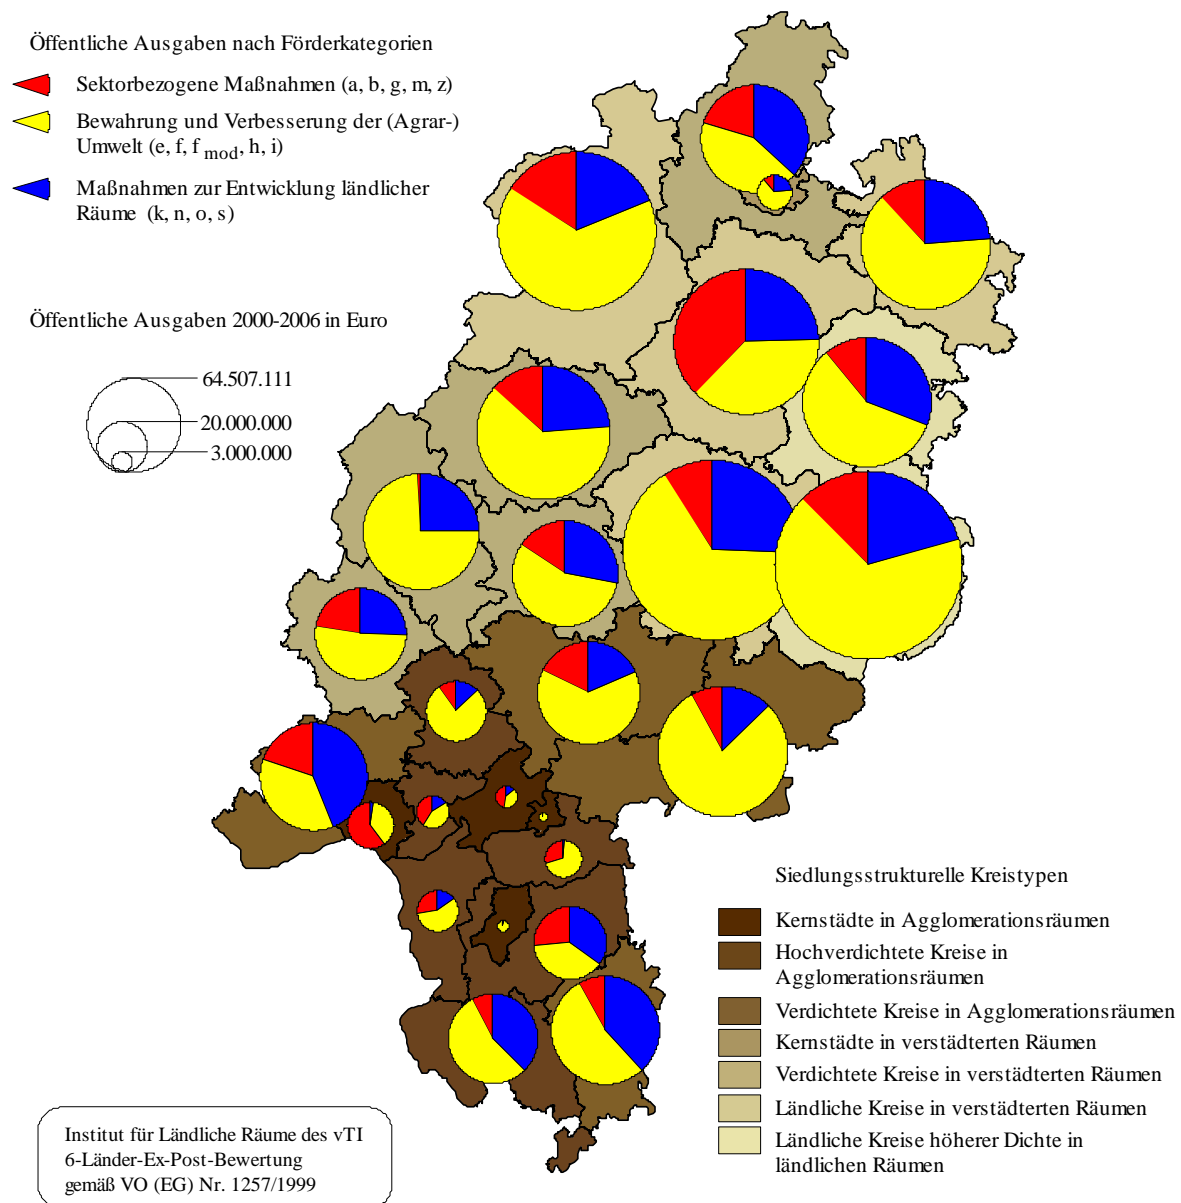 Öffentliche Ausgaben nach Förderkategorien
Sektorbezogene Maßnahmen (a, b, g, m, z)
Bewahrung und Verbesserung der (Agrar-)
Umwelt (e, f, f mod, h, i)
Maßnahmen zur Entwicklung ländlicher
Räume (k, n, o, s)
Öffentliche Ausgaben 2000-2006 in Euro
64.507.111
20.000.000
3.000.000
Siedlungsstrukturelle Kreistypen
Kernstädte in Agglomerationsräumen
Hochverdichtete Kreise in
Agglomerationsräumen
Verdichtete Kreise in Agglomerationsräumen
Kernstädte in verstädterten Räumen
Verdichtete Kreise in verstädterten Räumen
Ländliche Kreise in verstädterten Räumen
Ländliche Kreise höherer Dichte in
ländlichen Räumen
Institut für Ländliche Räume des vTI
6-Länder-Ex-Post-Bewertung
gemäß VO (EG) Nr. 1257/1999